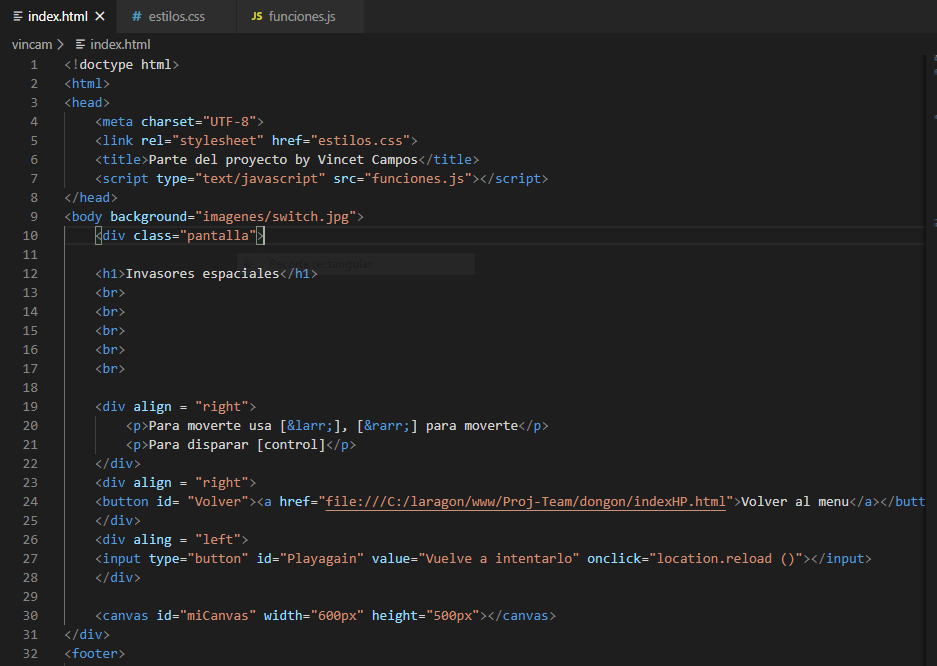 index.html
# estilos.css
JS funciones.js
vincam > index.html
1 <!doctype html>
2 <html>
3 <head>
4 <meta charset="UTF-8">
5 <link rel="stylesheet" href="estilos.css">
6 <title>Parte del proyecto by Vincet Campos</title>
7 <script type="text/javascript" src="funciones.js"></script>
8 </head>
9 <body background="imagenes/switch.jpg">
10 <div class="pantalla">
11
Recorte rectangular
12 <h1>Invasores espaciales</h1>
13 <br>
14 <br>
15 <br>
16 <br>
17 <br>
18
19 <div align = "right">
20 <p>Para moverte usa [&larr;], [&rarr;] para moverte</p>
21 <p>Para disparar [control]</p>
22 </div>
23 <div align = "right">
24 <button id= "Volver"><a href="file:///C:/laragon/www/Proj-Team/dongon/indexHP.html">Volver al menu</a></butt
25 </div>
26 <div aling = "left">
27 <input type="button" id="Playagain" value="Vuelve a intentarlo" onclick="location.reload ()"></input>
28 </div>
29
30 <canvas id="miCanvas" width="600px" height="500px"></canvas>
31 </div>
32 <footer>